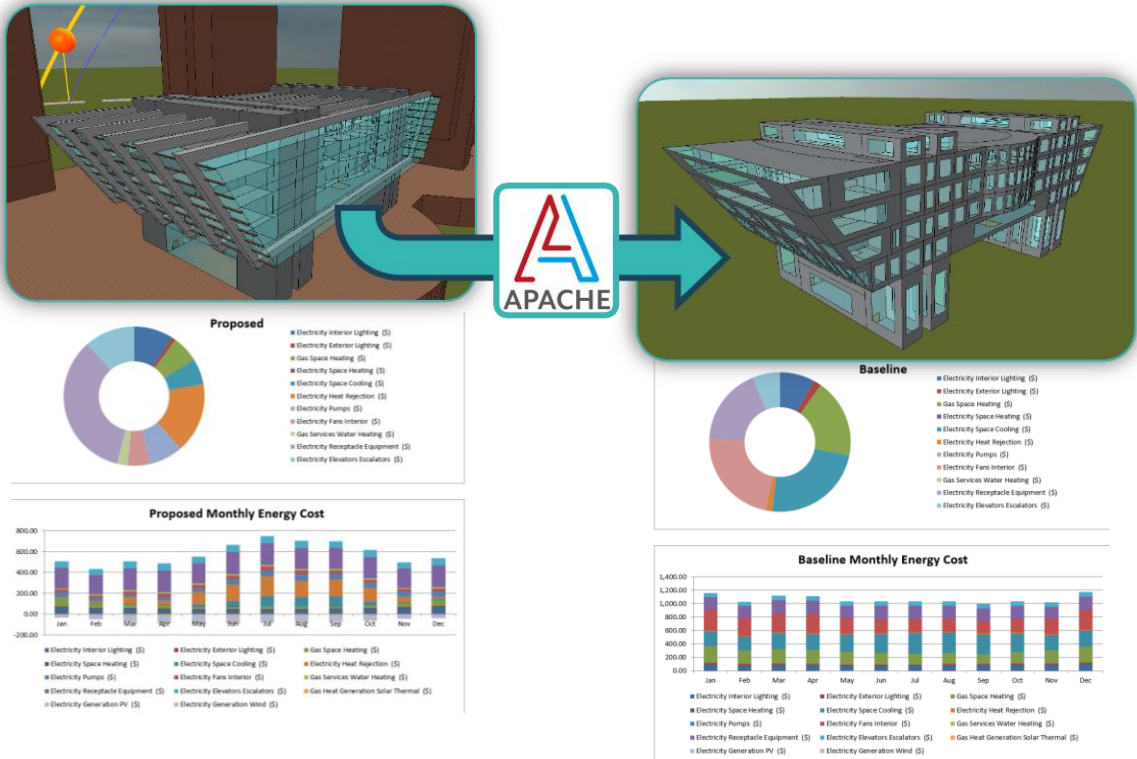 APACHE
Proposed
Electricity Interior Lighting ($)
Electricity Exterior Lighting ($)
Gas Space Heating ($)
Electricity Space Heating ($)
Electricity Space Cooling ($)
Electricity Heat Rejection ($)
Electricity Pumps ($)
Electricity Fans Interior ($)
Gas Services Water Heating ($)
Electricity Receptacle Equipment ($)
Electricity Elevators Escalators ($)
Baseline
Electricity Interior Lighting ($)
Electricity Exterior Lighting ($)
Gas Space Heating ($)
Electricity Space Heating ($)
Electricity Space Cooling ($)
Electricity Heat Rejection ($)
Electricity Pumps ($)
Electricity Fans Interior ($)
Gas Services Water Heating ($)
Electricity Receptacle Equipment ($)
Electricity Elevators Escalators ($)
Proposed Monthly Energy Cost
800.00
600.00
400.00
200.00
0.00
-200.00
Jan Feb Mar Apr May Jun Jul Aug Sep Oct Nov Dec
Electricity Interior Lighting ($) Electricity Exterior Lighting ($) Gas Space Heating ($)
Electricity Space Heating ($) Electricity Space Cooling ($) Electricity Heat Rejection ($)
Electricity Pumps ($) Electricity Fans Interior ($) Gas Services Water Heating ($)
Electricity Receptacle Equipment ($) Electricity Elevators Escalators ($) Gas Heat Generation Solar Thermal ($)
Electricity Generation PV ($) Electricity Generation Wind ($)
Baseline Monthly Energy Cost
1,400.00
1,200.00
1,000.00
800.00
600.00
400.00
200.00
0.00
Jan Feb Mar Apr May Jun Jul Aug Sep Oct Nov Dec
Electricity Interior Lighting ($) Electricity Exterior Lighting ($) Gas Space Heating ($)
Electricity Space Heating ($) Electricity Space Cooling ($) Electricity Heat Rejection ($)
Electricity Pumps ($) Electricity Fans Interior ($) Gas Services Water Heating ($)
Electricity Receptacle Equipment ($) Electricity Elevators Escalators ($) Gas Heat Generation Solar Thermal ($)
Electricity Generation PV ($) Electricity Generation Wind ($)